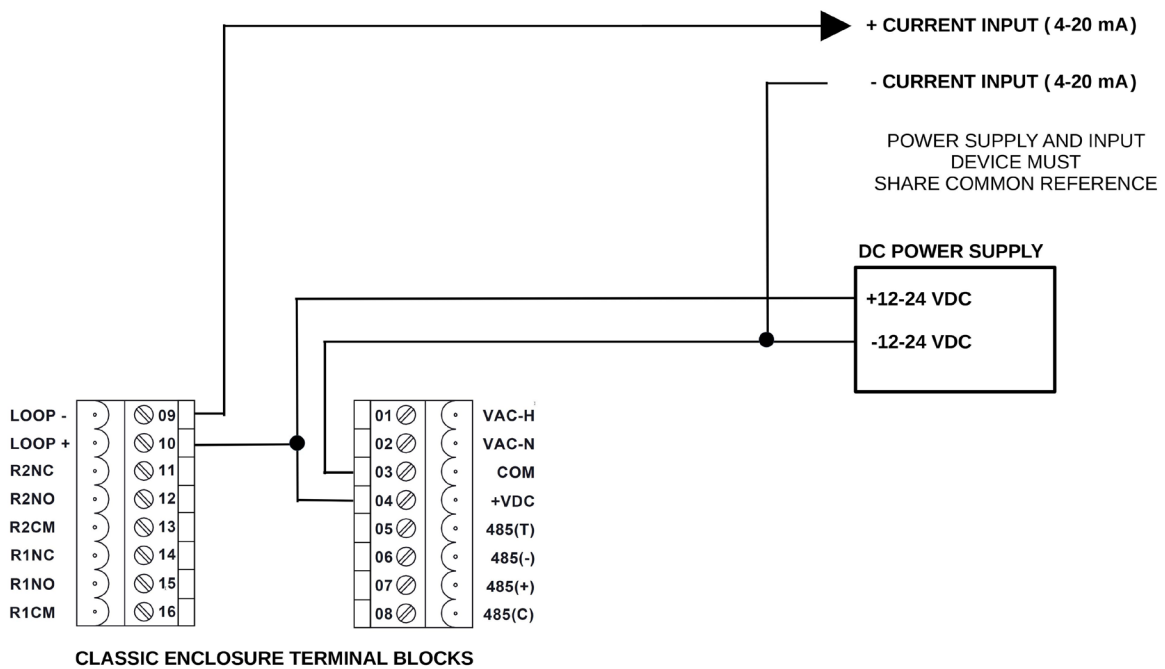 + CURRENT INPUT ( 4-20 mA)
- CURRENT INPUT ( 4-20 mA)
POWER SUPPLY AND INPUT
DEVICE MUST
SHARE COMMON REFERENCE
DC POWER SUPPLY
+12-24 VDC
-12-24 VDC
LOOP - 09
LOOP + 10
R2NC 11
R2NO 12
R2CM 13
R1NC 14
R1NO 15
R1CM 16
01 VAC-H
02 VAC-N
03 COM
04 +VDC
05 485(T)
06 485(-)
07 485(+)
08 485(C)
CLASSIC ENCLOSURE TERMINAL BLOCKS